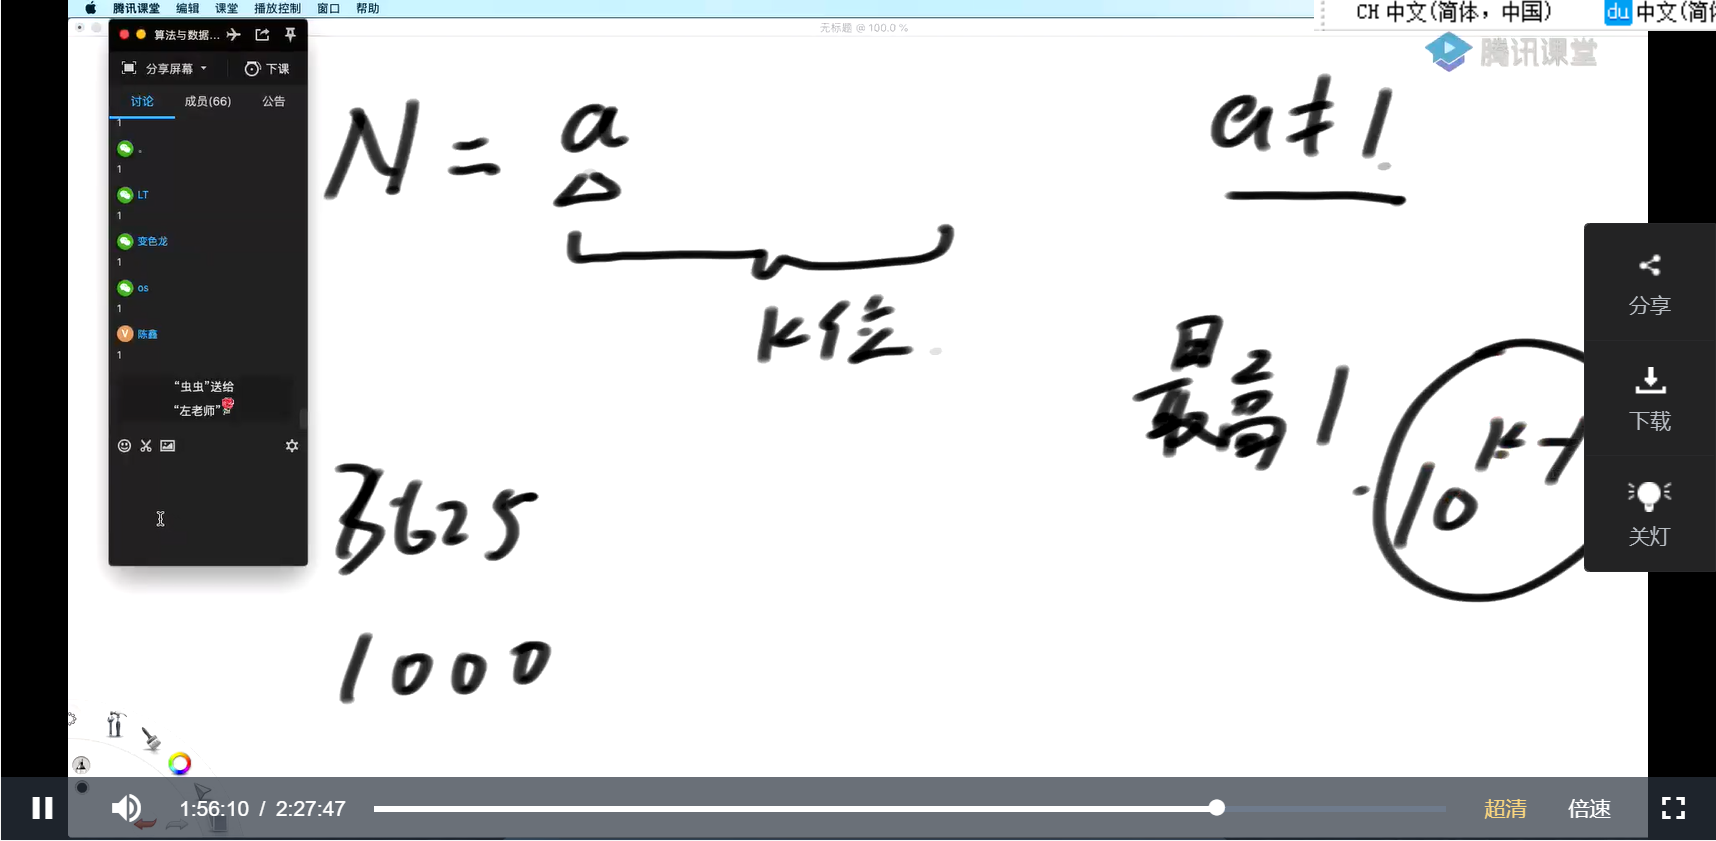 腾讯课堂 编辑 课堂 播放控制 窗口 帮助
CH 中文(简体，中国)
du 中文(简体
无标题 @ 100.0 %
算法与数据...
腾讯课堂
分享屏幕
下课
讨论 成员(66) 公告
1
。
1
LT
1
变色龙
1
os
1
V 陈鑫
1
“虫虫”送给
“左老师”
N = a
k位
3625
1000
a≠1
最高1
10 k-1
分享
下载
关灯
1:56:10 / 2:27:47
超清 倍速